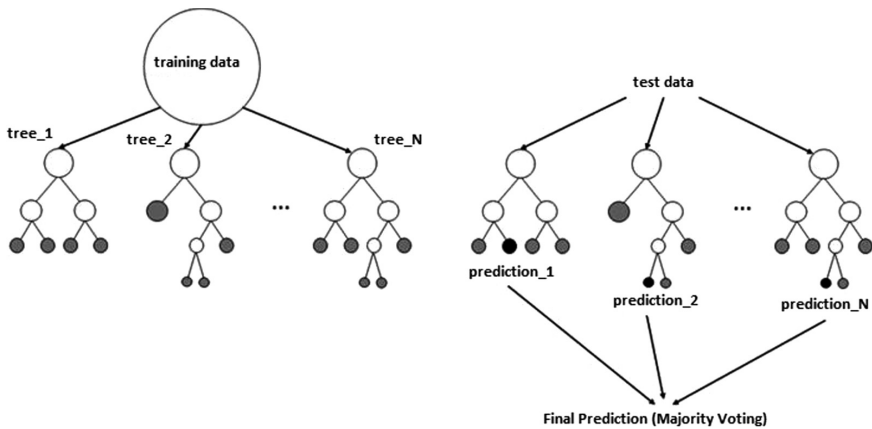 training data
tree_1
tree_2
tree_N
...
test data
...
prediction_1
prediction_2
prediction_N
Final Prediction (Majority Voting)